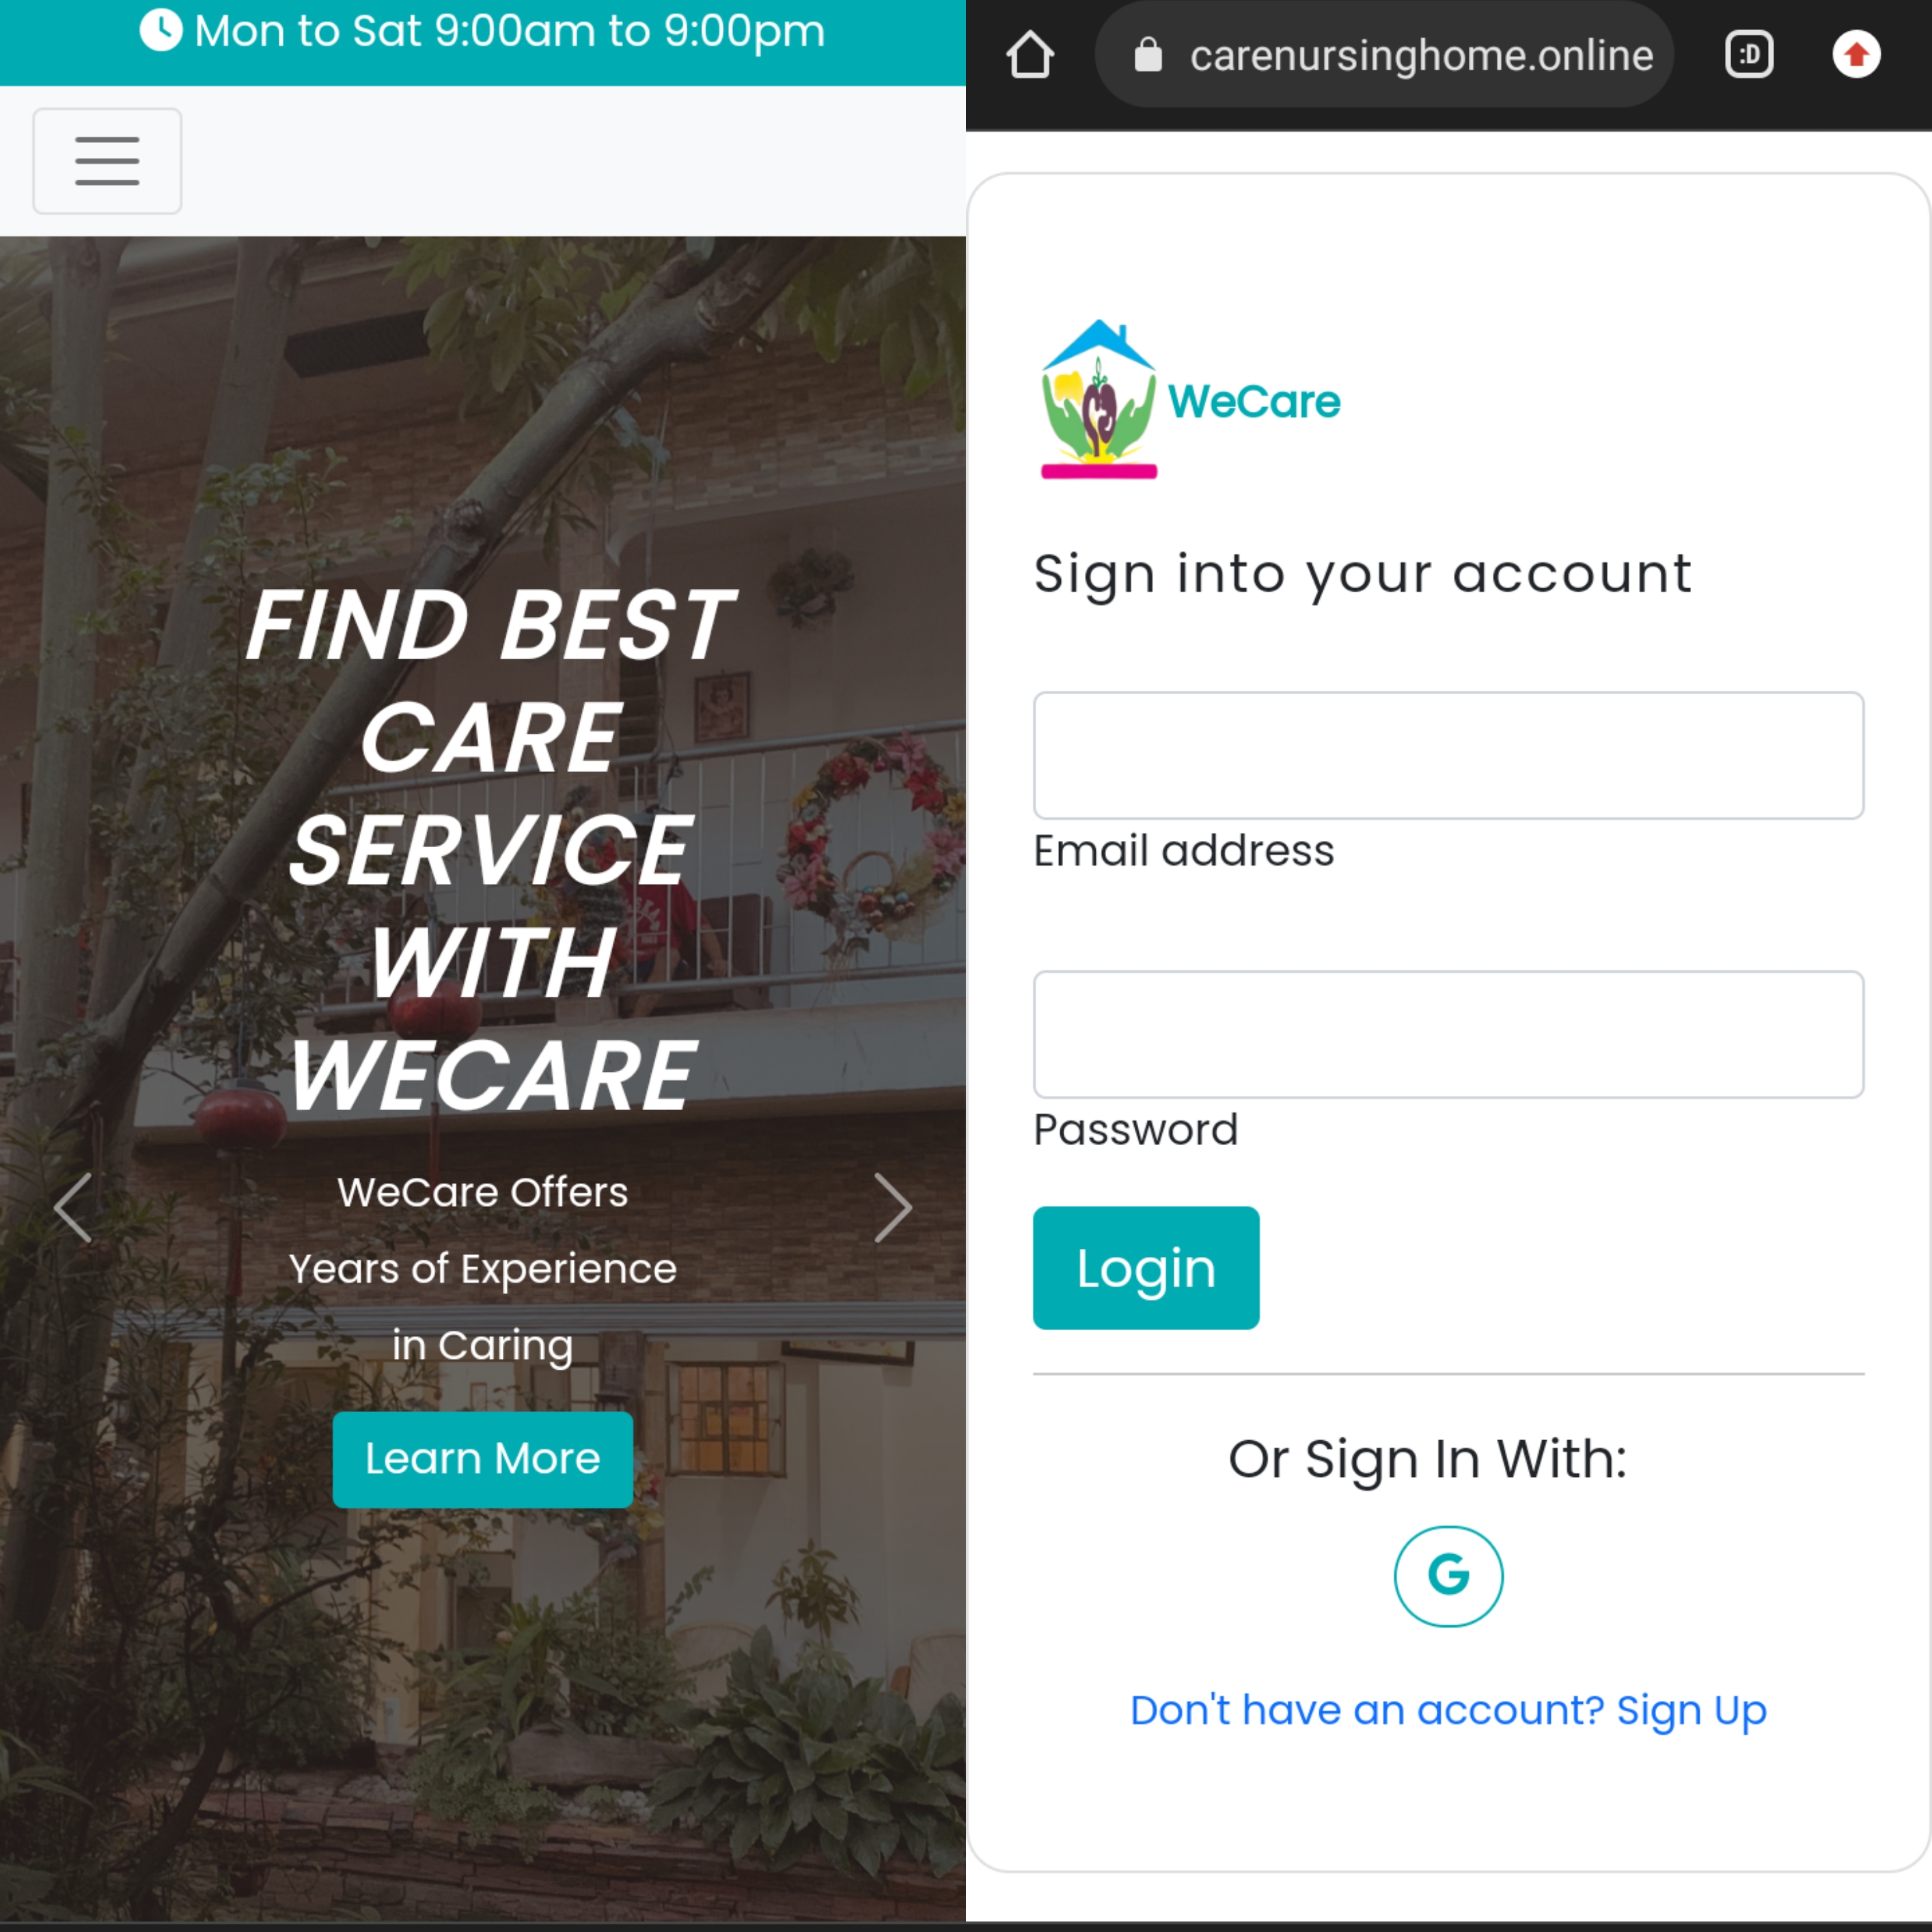 Mon to Sat 9:00am to 9:00pm
FIND BEST
CARE
SERVICE
WITH
WECARE
WeCare Offers
Years of Experience
in Caring
Learn More
carenursinghome.online
:D
WeCare
Sign into your account
Email address
Password
Login
Or Sign In With:
G
Don't have an account? Sign Up